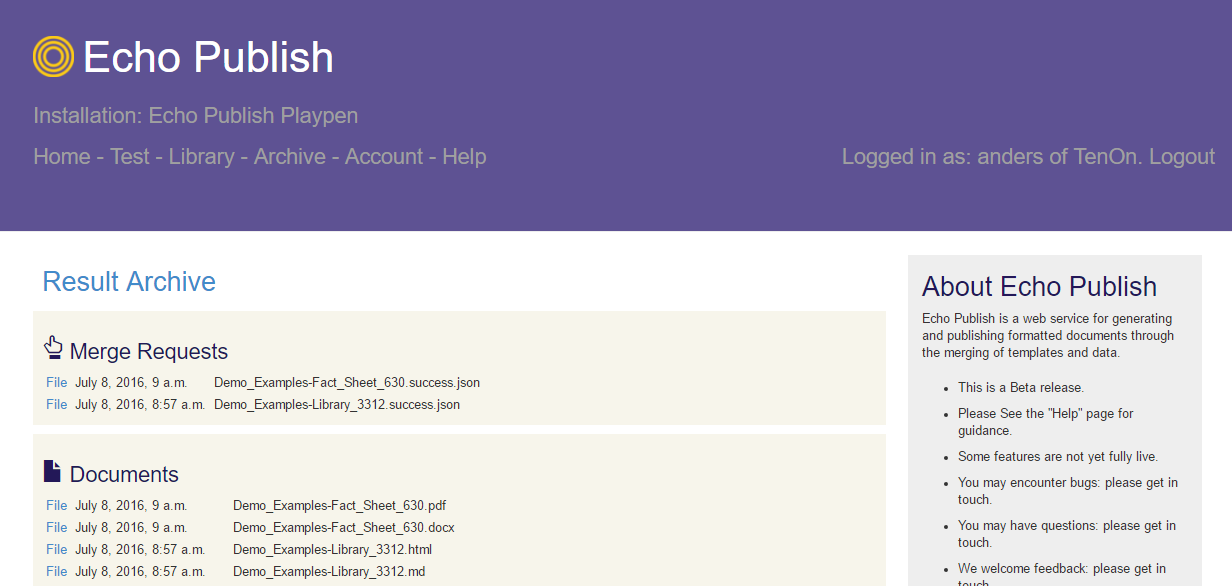 Echo Publish
Installation: Echo Publish Playpen
Home - Test - Library - Archive - Account - Help
Logged in as: anders of TenOn. Logout
Result Archive
Merge Requests
File July 8, 2016, 9 a.m. Demo_Examples-Fact_Sheet_630.success.json
File July 8, 2016, 8:57 a.m. Demo_Examples-Library_3312.success.json
Documents
File July 8, 2016, 9 a.m. Demo_Examples-Fact_Sheet_630.pdf
File July 8, 2016, 9 a.m. Demo_Examples-Fact_Sheet_630.docx
File July 8, 2016, 8:57 a.m. Demo_Examples-Library_3312.html
File July 8, 2016, 8:57 a.m. Demo_Examples-Library_3312.md
About Echo Publish
Echo Publish is a web service for generating
and publishing formatted documents through
the merging of templates and data.
• This is a Beta release.
• Please See the "Help" page for
guidance.
• Some features are not yet fully live.
• You may encounter bugs: please get in
touch.
• You may have questions: please get in
touch.
• We welcome feedback: please get in
touch.